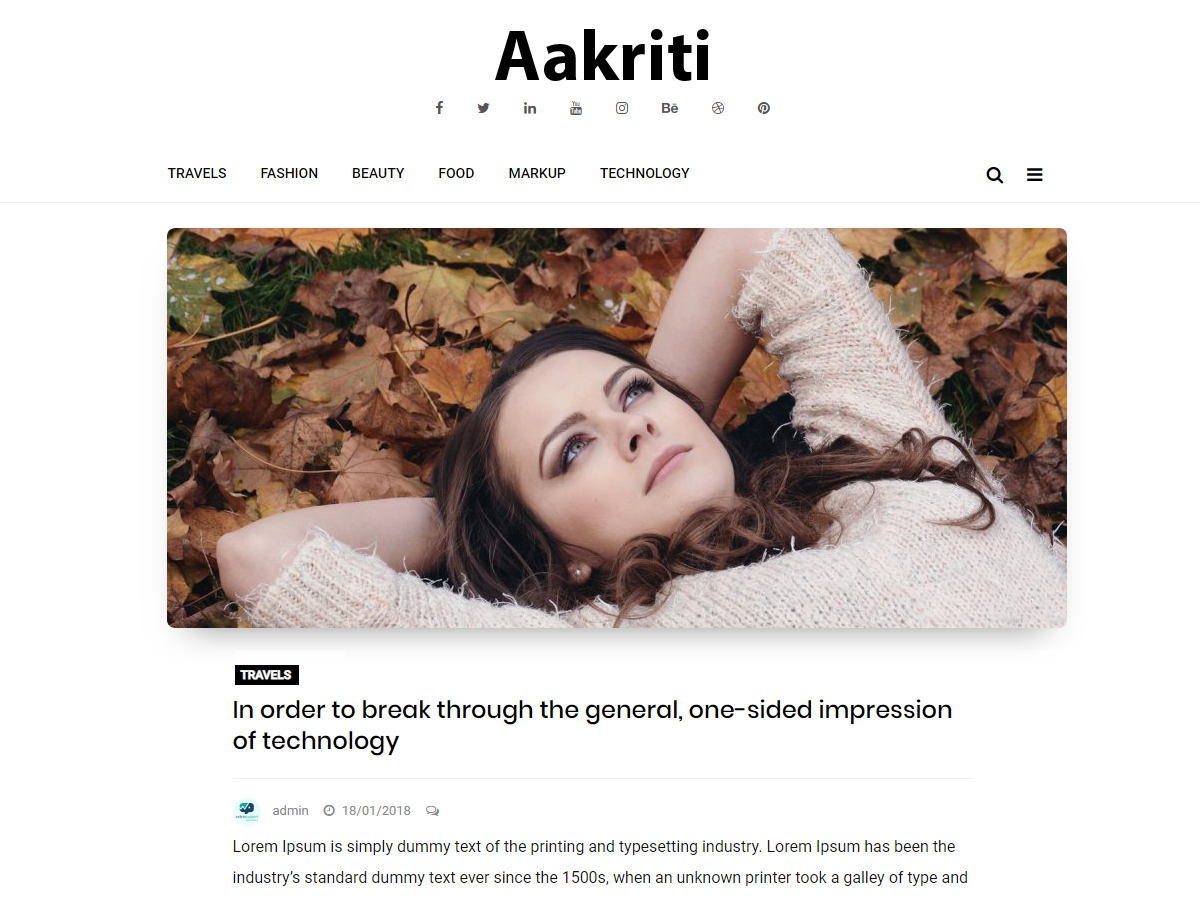 Aakriti
TRAVELS FASHION BEAUTY FOOD MARKUP TECHNOLOGY
TRAVELS
In order to break through the general, one-sided impression
of technology
admin 18/01/2018
Lorem Ipsum is simply dummy text of the printing and typesetting industry. Lorem Ipsum has been the
industry’s standard dummy text ever since the 1500s, when an unknown printer took a galley of type and